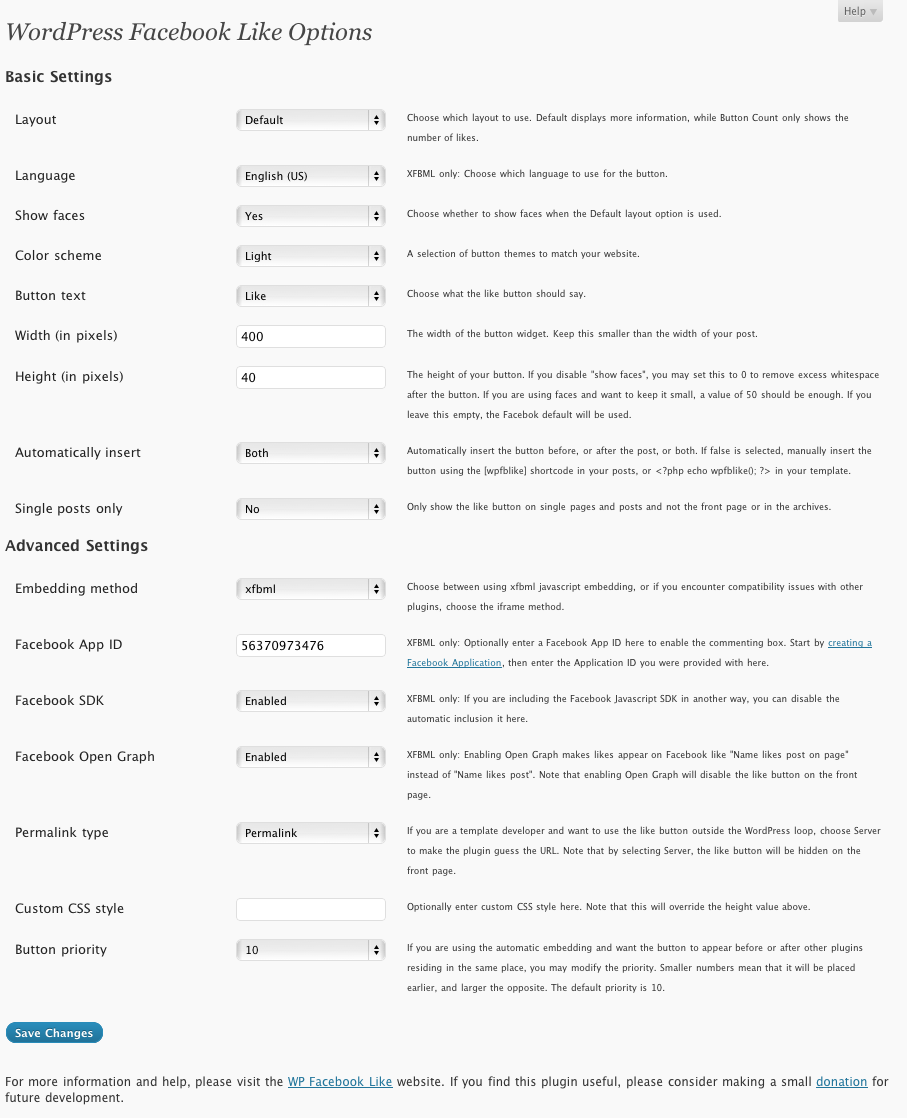 Help
WordPress Facebook Like Options
Basic Settings
Layout
Default
Choose which layout to use. Default displays more information, while Button Count only shows the
number of likes.
Language
English (US)
XFBML only: Choose which language to use for the button.
Show faces
Yes
Choose whether to show faces when the Default layout option is used.
Color scheme
Light
A selection of button themes to match your website.
Button text
Like
Choose what the like button should say.
Width (in pixels)
400
The width of the button widget. Keep this smaller than the width of your post.
Height (in pixels)
40
The height of your button. If you disable "show faces", you may set this to 0 to remove excess whitespace
after the button. If you are using faces and want to keep it small, a value of 50 should be enough. If you
leave this empty, the Facebok default will be used.
Automatically insert
Both
Automatically insert the button before, or after the post, or both. If false is selected, manually insert the
button using the [wpfblike] shortcode in your posts, or <?php echo wpfblike(); ?> in your template.
Single posts only
No
Only show the like button on single pages and posts and not the front page or in the archives.
Advanced Settings
Embedding method
xfbml
Choose between using xfbml javascript embedding, or if you encounter compatibility issues with other
plugins, choose the iframe method.
Facebook App ID
56370973476
XFBML only: Optionally enter a Facebook App ID here to enable the commenting box. Start by creating a
Facebook Application, then enter the Application ID you were provided with here.
Facebook SDK
Enabled
XFBML only: If you are including the Facebook Javascript SDK in another way, you can disable the
automatic inclusion it here.
Facebook Open Graph
Enabled
XFBML only: Enabling Open Graph makes likes appear on Facebook like "Name likes post on page"
instead of "Name likes post". Note that enabling Open Graph will disable the like button on the front
page.
Permalink type
Permalink
If you are a template developer and want to use the like button outside the WordPress loop, choose Server
to make the plugin guess the URL. Note that by selecting Server, the like button will be hidden on the
front page.
Custom CSS style
Optionally enter custom CSS style here. Note that this will override the height value above.
Button priority
10
If you are using the automatic embedding and want the button to appear before or after other plugins
residing in the same place, you may modify the priority. Smaller numbers mean that it will be placed
earlier, and larger the opposite. The default priority is 10.
Save Changes
For more information and help, please visit the WP Facebook Like website. If you find this plugin useful, please consider making a small donation for
future development.